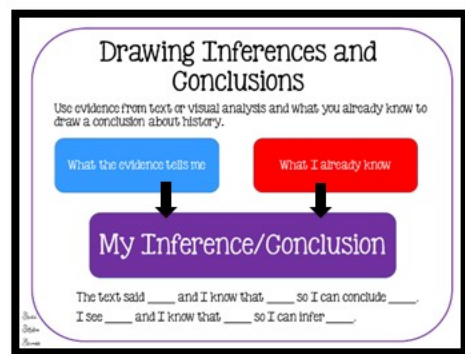 Drawing Inferences and
Conclusions
Use evidence from text or visual analysis and what you already know to
draw a conclusion about history.
What the evidence tells me
What I already know
My Inference/Conclusion
The text said ____ and I know that ____ so I can conclude ____.
I see ____ and I know that ____ so I can infer____.